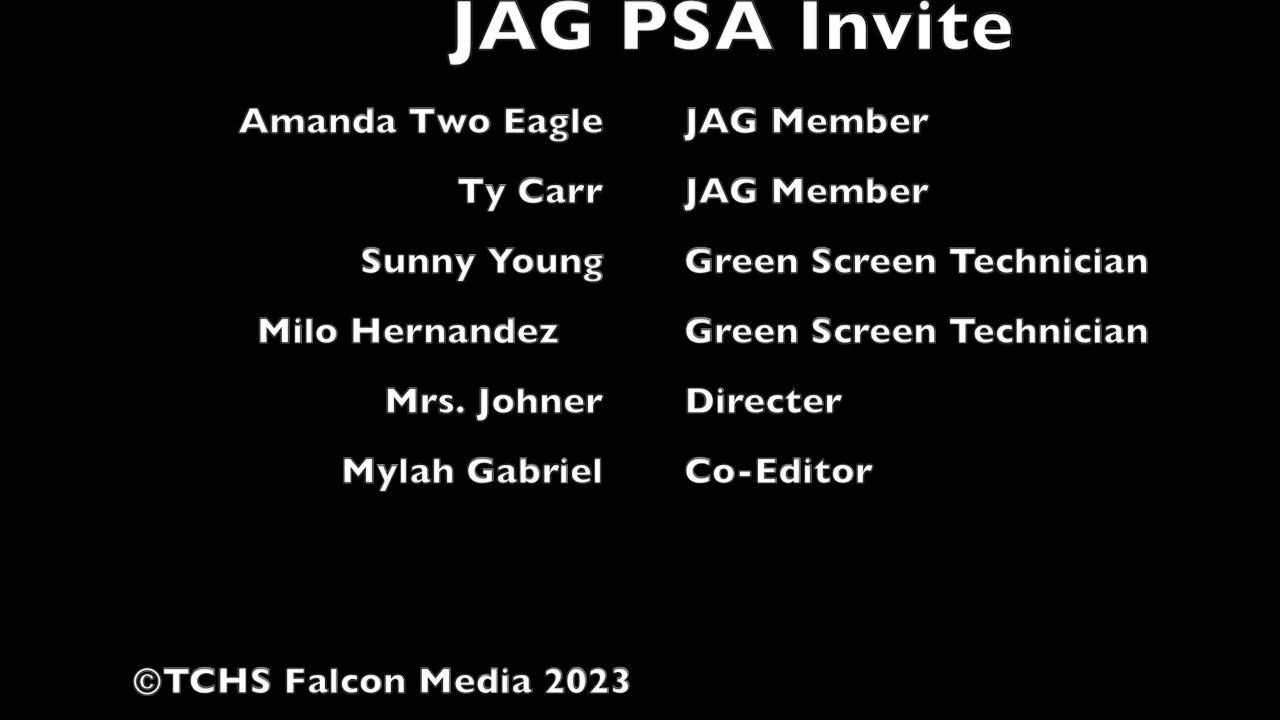 JAG PSA Invite
Amanda Two Eagle JAG Member
Ty Carr JAG Member
Sunny Young Green Screen Technician
Milo Hernandez Green Screen Technician
Mrs. Johner Directer
Mylah Gabriel Co-Editor
©TCHS Falcon Media 2023